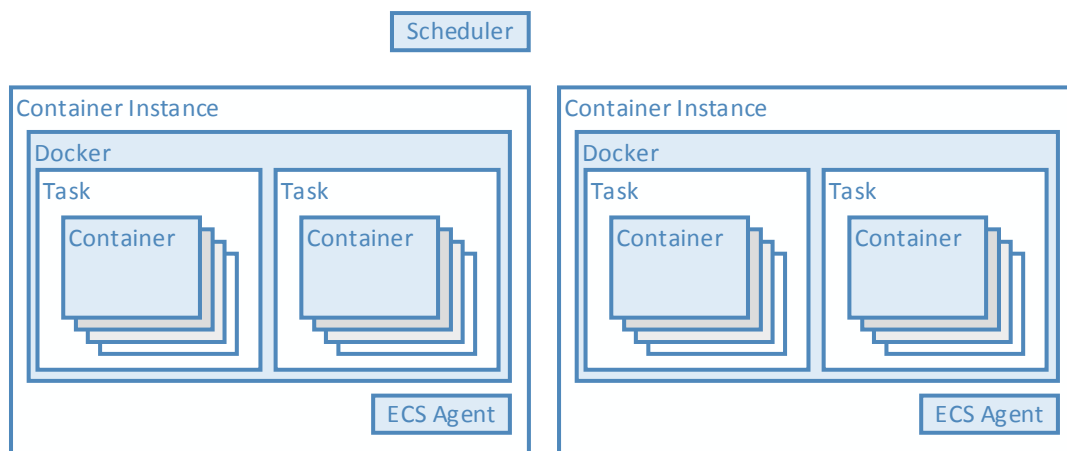 Scheduler
Container Instance
Docker
Task
Container
Task
Container
ECS Agent
Container Instance
Docker
Task
Container
Task
Container
ECS Agent